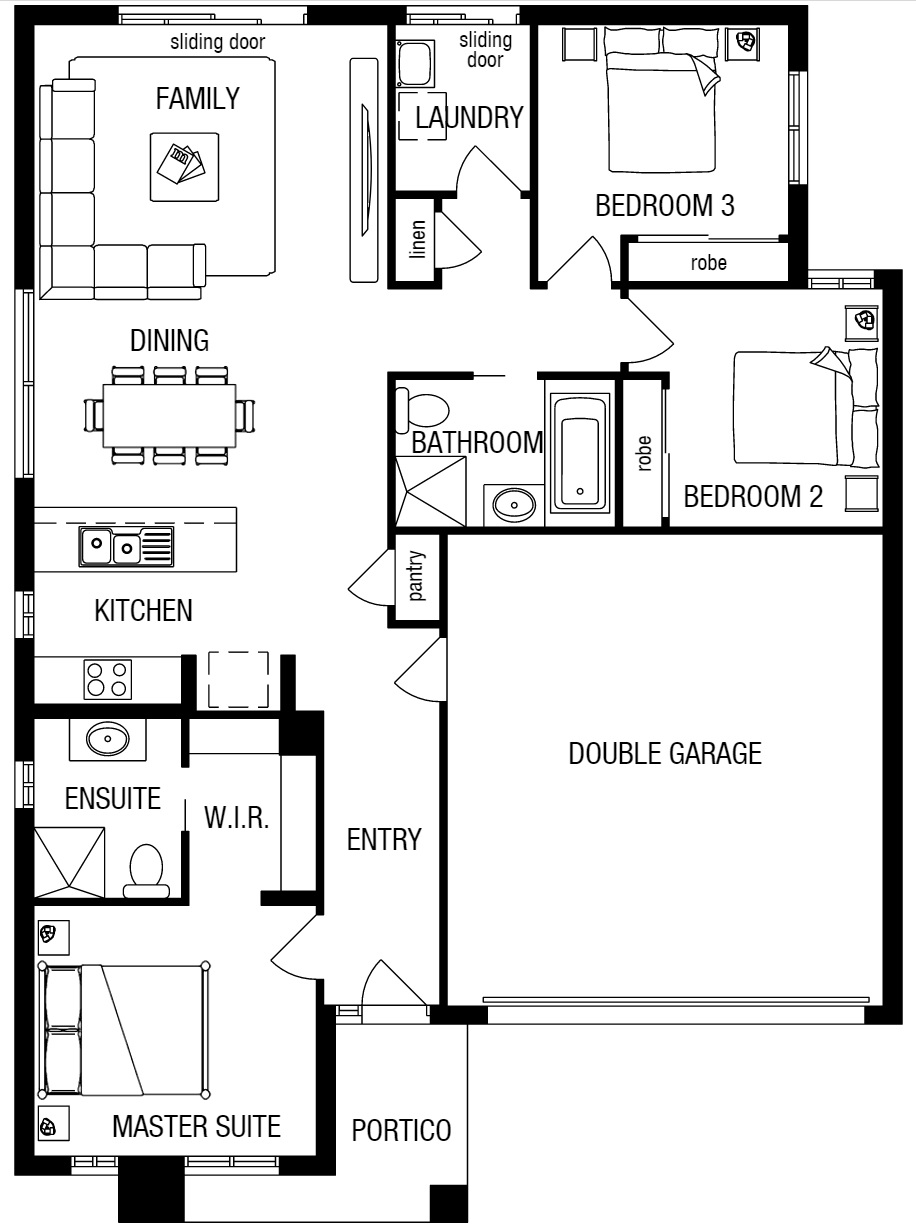 sliding door
sliding
door
FAMILY
LAUNDRY
BEDROOM 3
linen
robe
DINING
BATHROOM
robe
BEDROOM 2
pantry
KITCHEN
DOUBLE GARAGE
ENSUITE
W.I.R.
ENTRY
MASTER SUITE
PORTICO